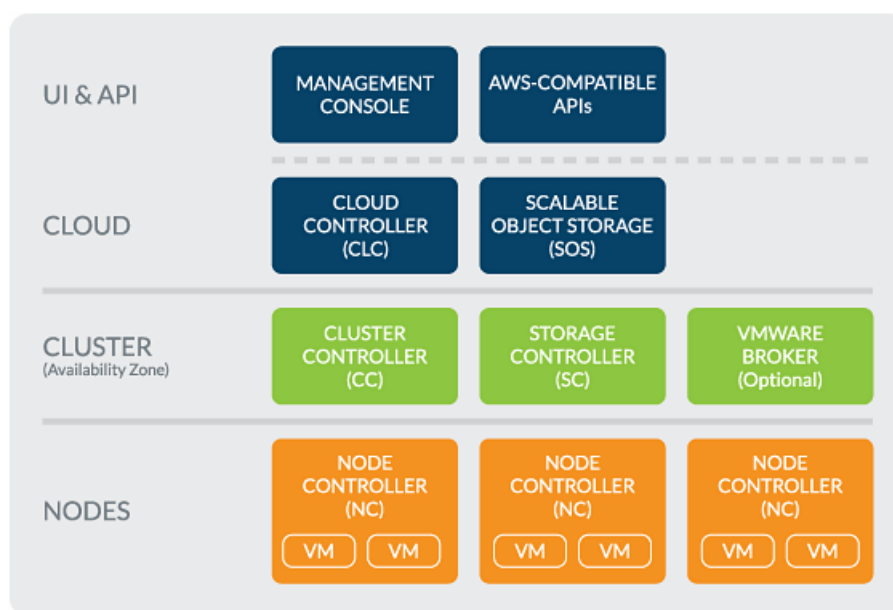 UI & API
MANAGEMENT
CONSOLE
AWS-COMPATIBLE
APIs
CLOUD
CLOUD
CONTROLLER
(CLC)
SCALABLE
OBJECT STORAGE
(SOS)
CLUSTER
(Availability Zone)
CLUSTER
CONTROLLER
(CC)
STORAGE
CONTROLLER
(SC)
VMWARE
BROKER
(Optional)
NODES
NODE
CONTROLLER
(NC)
VM VM
NODE
CONTROLLER
(NC)
VM VM
NODE
CONTROLLER
(NC)
VM VM